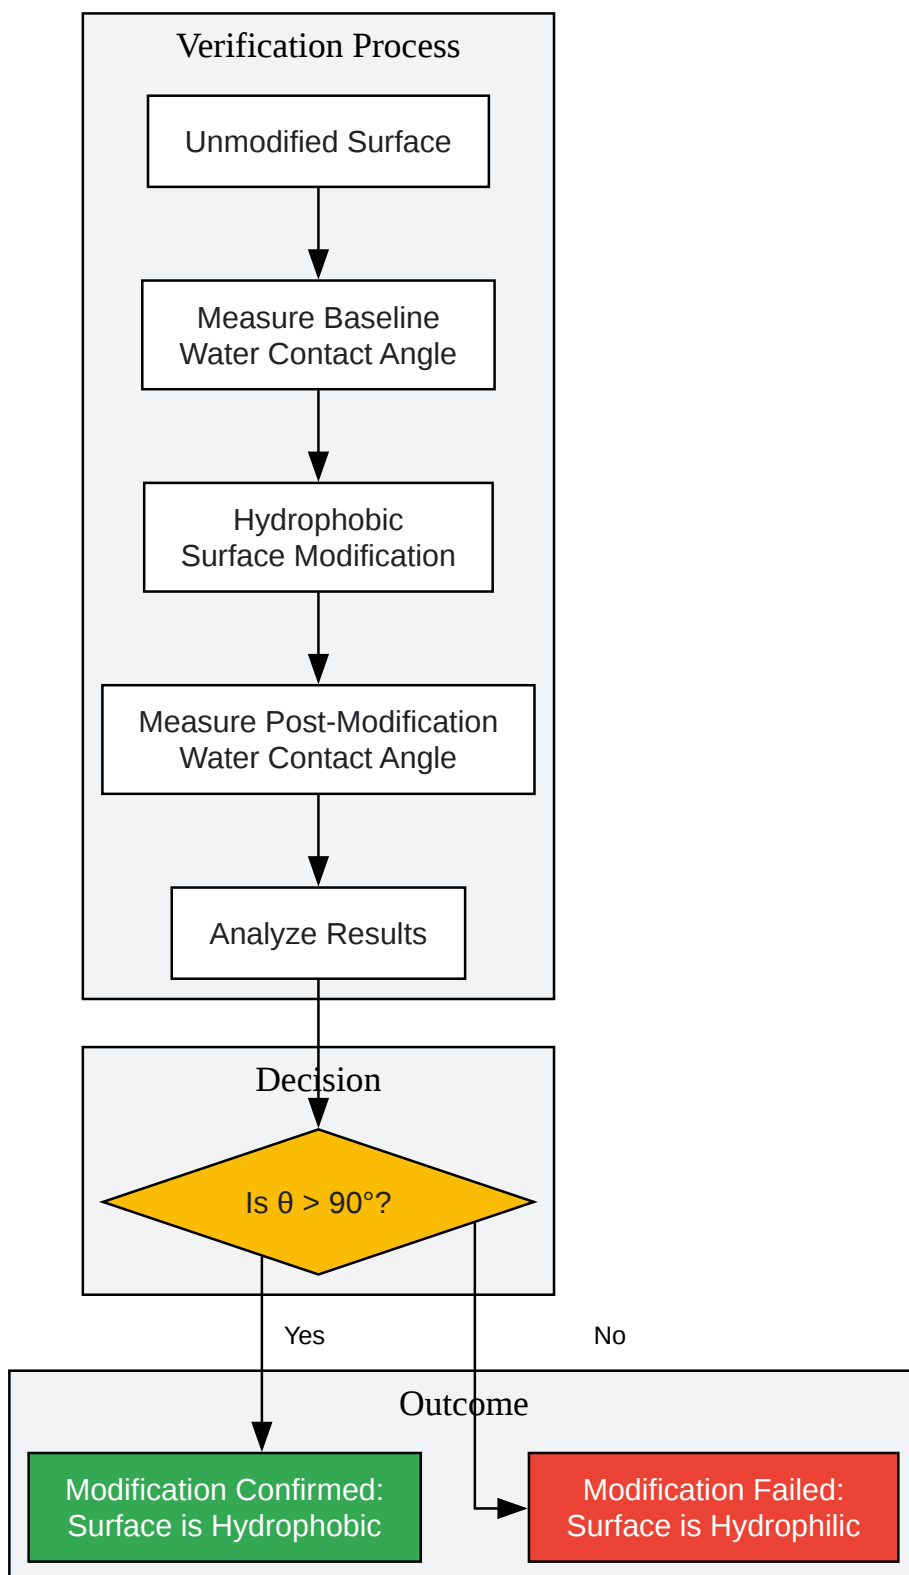 Verification Process
Unmodified Surface
Measure Baseline
Water Contact Angle
Hydrophobic
Surface Modification
Measure Post-Modification
Water Contact Angle
Analyze Results
Decision
Is θ > 90°?
Yes
No
Outcome
Modification Confirmed:
Surface is Hydrophobic
Modification Failed:
Surface is Hydrophilic